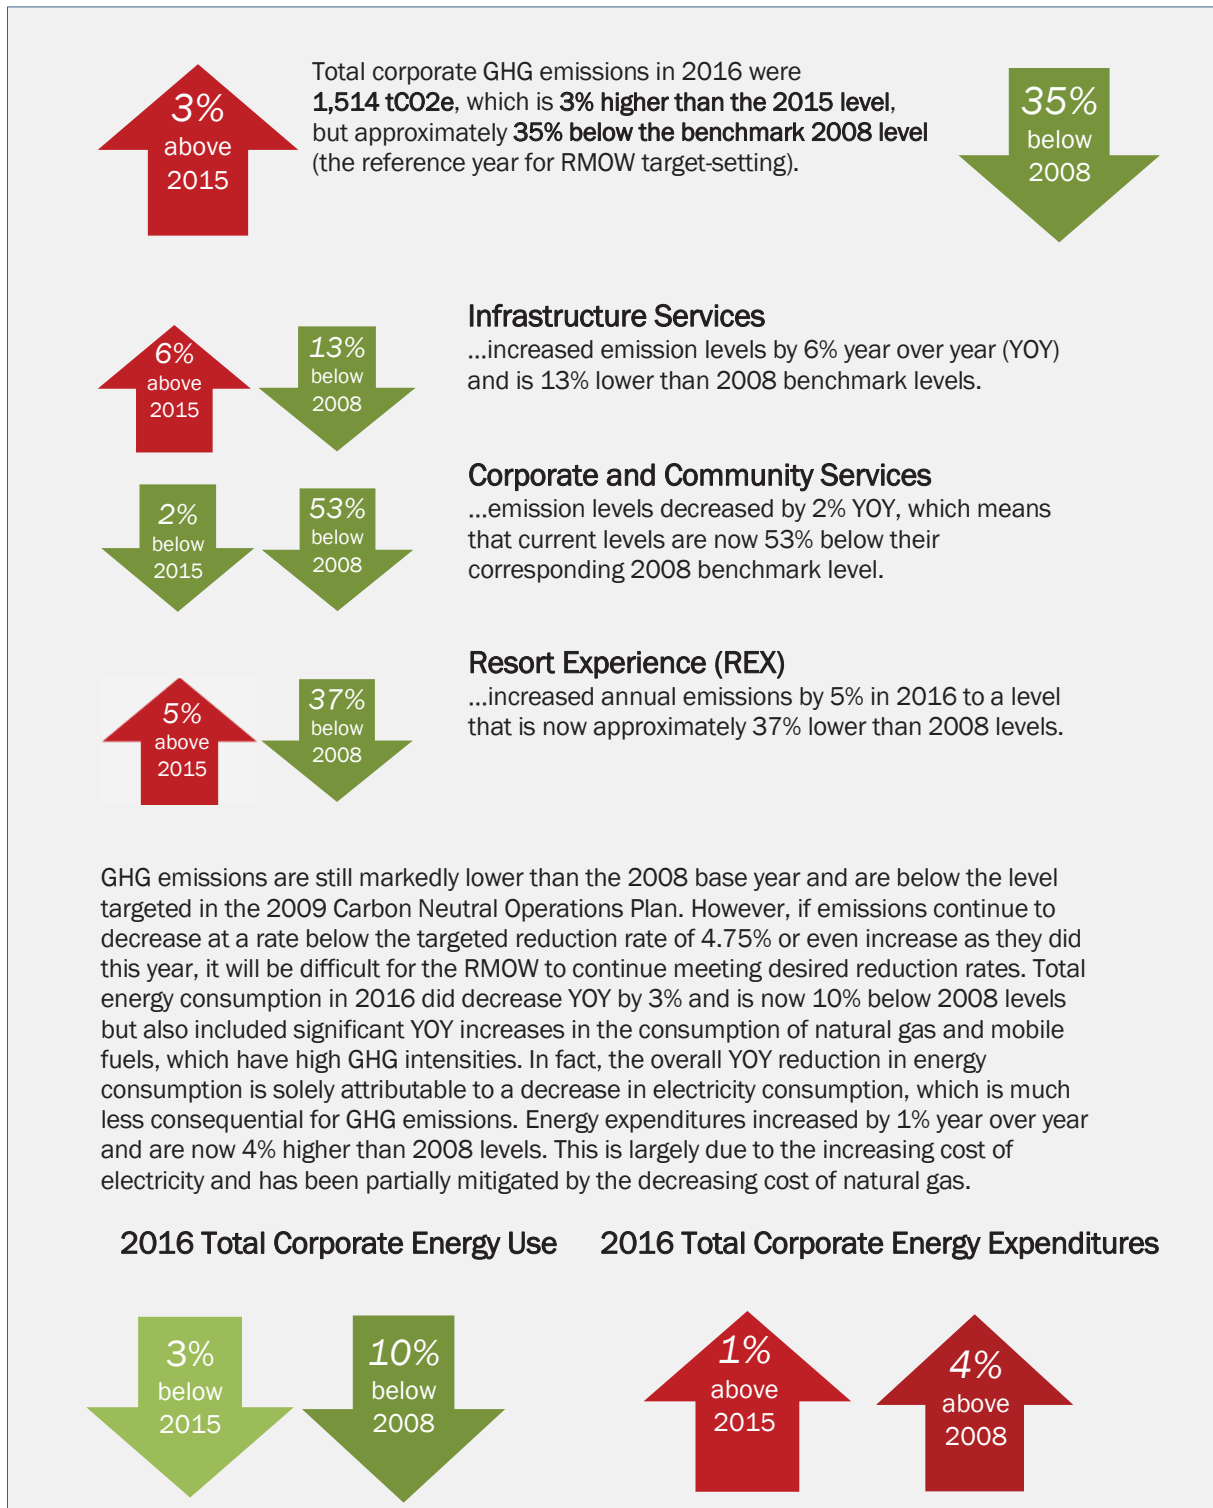 3%
above
2015
Total corporate GHG emissions in 2016 were
1,514 tCO2e, which is 3% higher than the 2015 level,
but approximately 35% below the benchmark 2008 level
(the reference year for RMOW target-setting).
35%
below
2008
6%
above
2015
13%
below
2008
Infrastructure Services
...increased emission levels by 6% year over year (YOY)
and is 13% lower than 2008 benchmark levels.
2%
below
2015
53%
below
2008
Corporate and Community Services
...emission levels decreased by 2% YOY, which means
that current levels are now 53% below their
corresponding 2008 benchmark level.
5%
above
2015
37%
below
2008
Resort Experience (REX)
...increased annual emissions by 5% in 2016 to a level
that is now approximately 37% lower than 2008 levels.
GHG emissions are still markedly lower than the 2008 base year and are below the level
targeted in the 2009 Carbon Neutral Operations Plan. However, if emissions continue to
decrease at a rate below the targeted reduction rate of 4.75% or even increase as they did
this year, it will be difficult for the RMOW to continue meeting desired reduction rates. Total
energy consumption in 2016 did decrease YOY by 3% and is now 10% below 2008 levels
but also included significant YOY increases in the consumption of natural gas and mobile
fuels, which have high GHG intensities. In fact, the overall YOY reduction in energy
consumption is solely attributable to a decrease in electricity consumption, which is much
less consequential for GHG emissions. Energy expenditures increased by 1% year over year
and are now 4% higher than 2008 levels. This is largely due to the increasing cost of
electricity and has been partially mitigated by the decreasing cost of natural gas.
2016 Total Corporate Energy Use
2016 Total Corporate Energy Expenditures
3%
below
2015
10%
below
2008
1%
above
2015
4%
above
2008